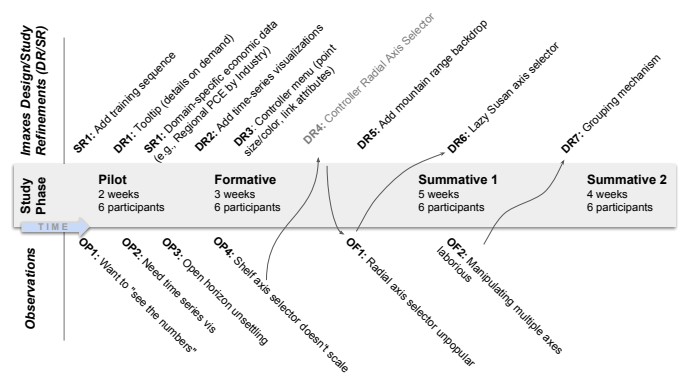 Imaxes Design/Study
Refinements (DR/SR)
SR1: Add training sequence
DR1: Tooltip (details on demand)
SR1: Domain-specific economic data
(e.g., Regional PCE by Industry)
DR2: Add time-series visualizations
DR3: Controller menu (point
size/color, link attributes)
DR4: Controller Radial Axis Selector
DR5: Add mountain range backdrop
DR6: Lazy Susan axis selector
DR7: Grouping mechanism
Study
Phase
Pilot
2 weeks
6 participants
Formative
3 weeks
6 participants
Summative 1
5 weeks
6 participants
Summative 2
4 weeks
6 participants
TIME
Observations
OP1: Want to "see the numbers"
OP2: Need time series vis
OP3: Open horizon unsettling
OP4: Shelf axis selector doesn't scale
OF1: Radial axis selector unpopular
OF2: Manipulating multiple axes
laborious